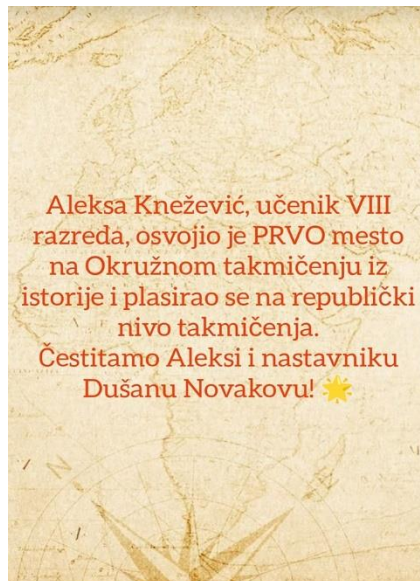 Aleksa Knežević, učenik VIII
razreda, osvojio je PRVO mesto
na Okružnom takmičenju iz
istorije i plasirao se na republički
nivo takmičenja.
Čestitamo Aleksi i nastavniku
Dušanu Novakovu! 🌟